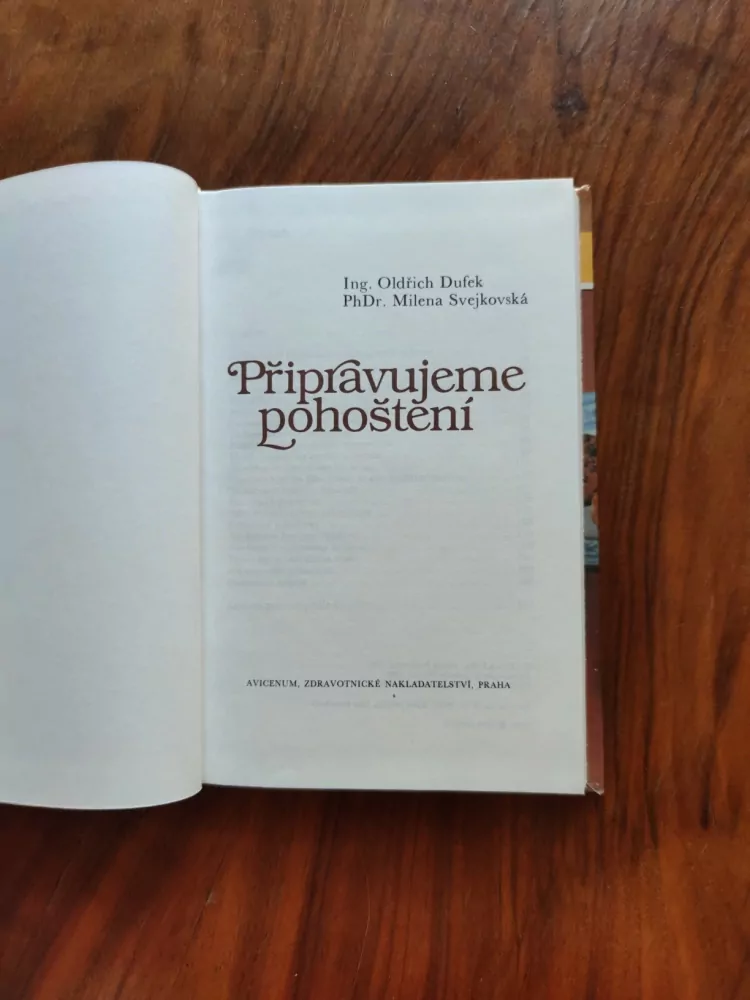 Ing. Oldřich Dufek
PhDr. Milena Svejkovská
Připravujeme
pohoštění
AVICENUM, ZDRAVOTNICKÉ NAKLADATELSTVÍ, PRAHA